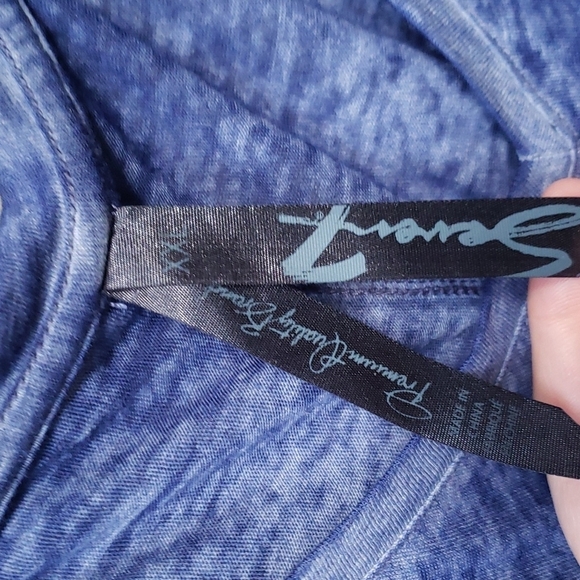 Seven7
XXL
Premium Quality Brand
MADE IN
CHINA